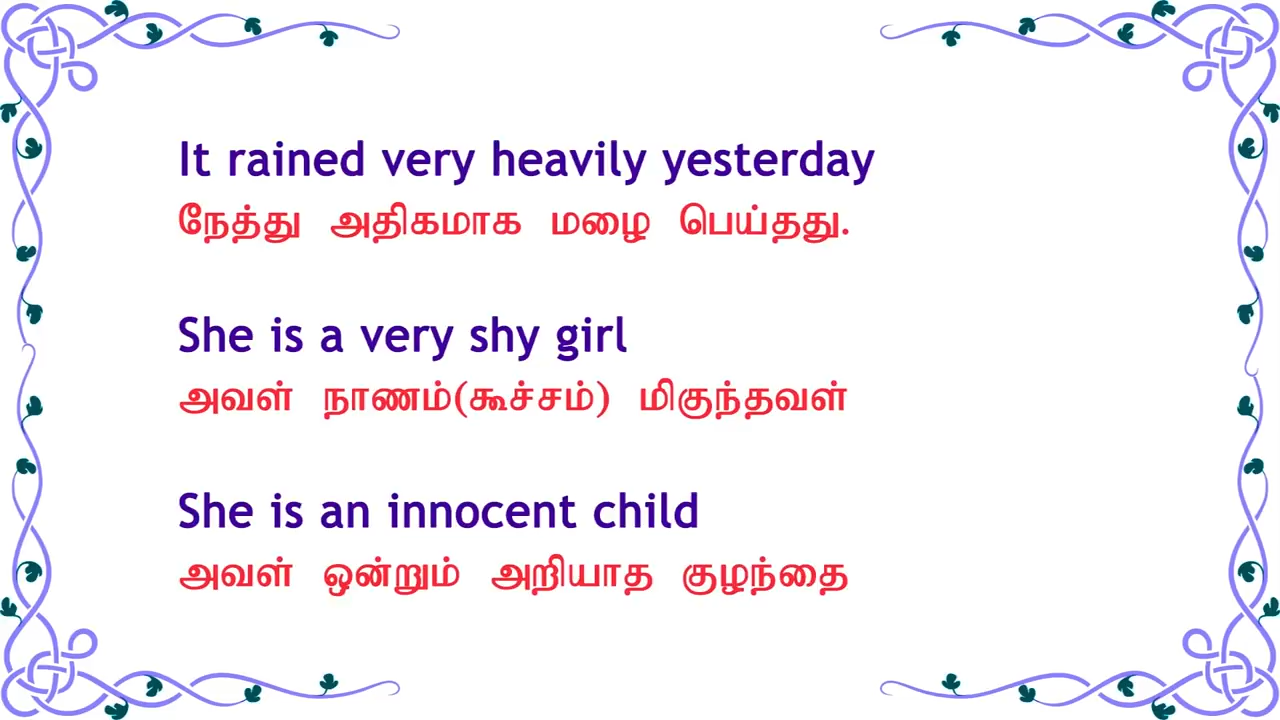 It rained very heavily yesterday
நேத்து அதிகமாக மழை பெய்தது.
She is a very shy girl
அவள் நாணம்(கூச்சம்) மிகுந்தவள்
She is an innocent child
அவள் ஒன்றும் அறியாத குழந்தை